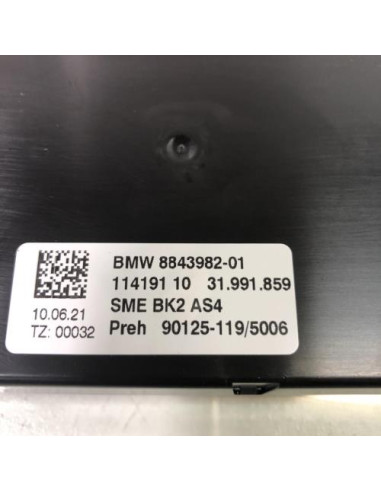 BMW 8843982-01
114191 10 31.991.859
SME BK2 AS4
Preh 90125-119/5006
10.06.21
TZ: 00032